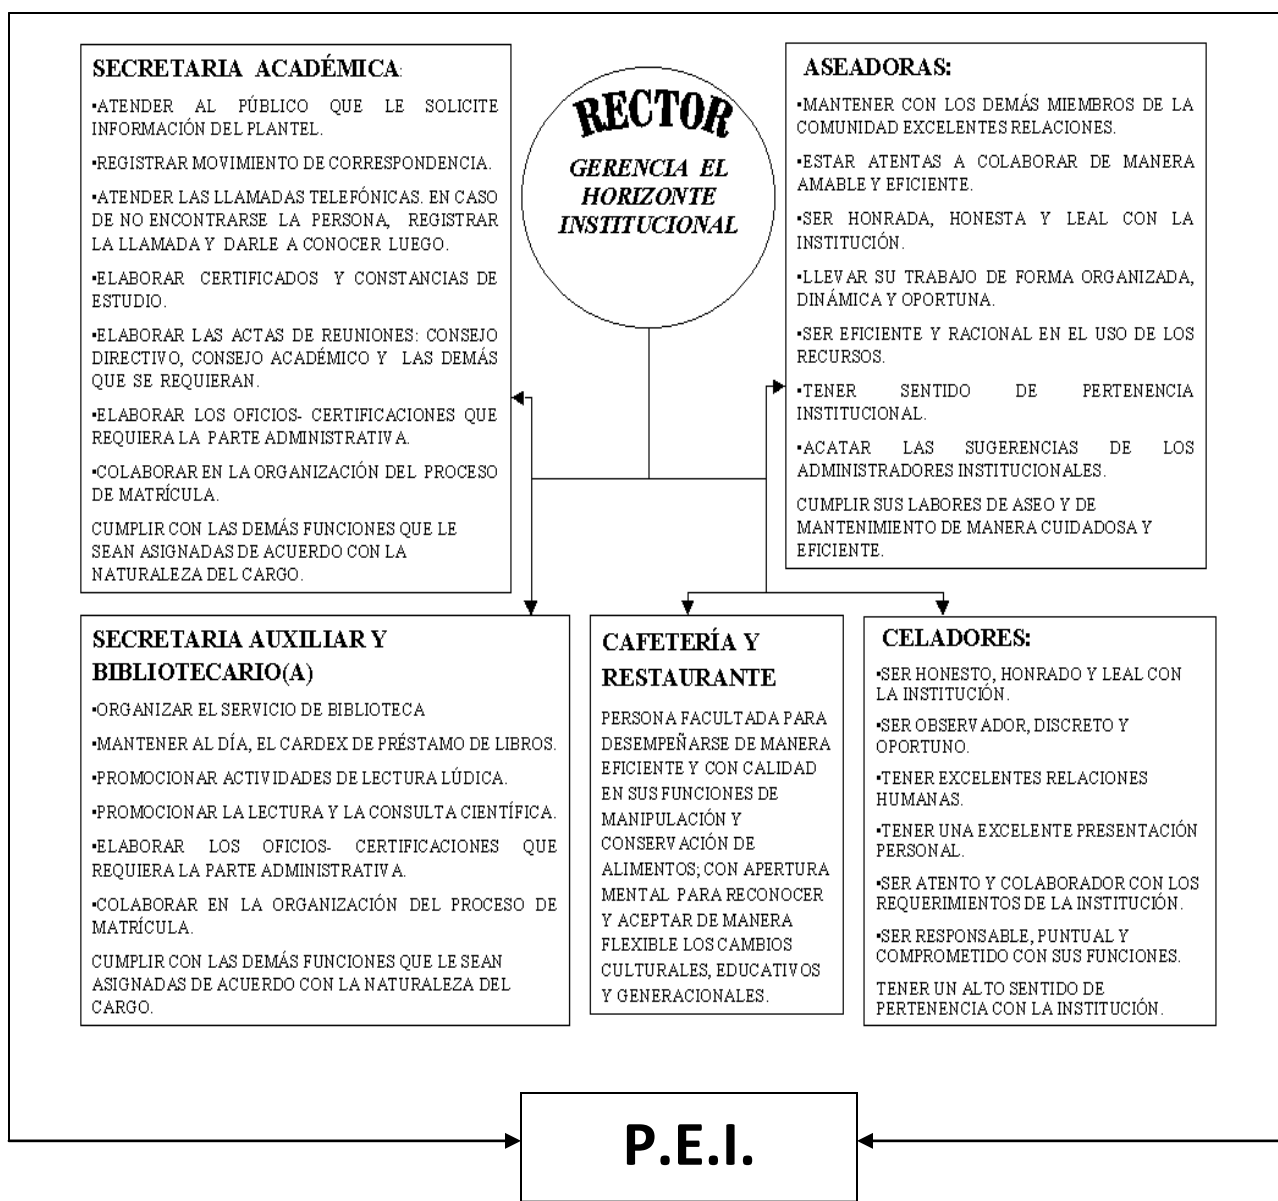 SECRETARIA ACADÉMICA:
▪ATENDER AL PÚBLICO QUE LE SOLICITE
INFORMACIÓN DEL PLANTEL.
▪REGISTRAR MOVIMIENTO DE CORRESPONDENCIA.
▪ATENDER LAS LLAMADAS TELEFÓNICAS. EN CASO
DE NO ENCONTRARSE LA PERSONA, REGISTRAR
LA LLAMADA Y DARLE A CONOCER LUEGO.
▪ELABORAR CERTIFICADOS Y CONSTANCIAS DE
ESTUDIO.
▪ELABORAR LAS ACTAS DE REUNIONES: CONSEJO
DIRECTIVO, CONSEJO ACADÉMICO Y LAS DEMÁS
QUE SE REQUIERAN.
▪ELABORAR LOS OFICIOS- CERTIFICACIONES QUE
REQUIERA LA PARTE ADMINISTRATIVA.
▪COLABORAR EN LA ORGANIZACIÓN DEL PROCESO
DE MATRÍCULA.
CUMPLIR CON LAS DEMÁS FUNCIONES QUE LE
SEAN ASIGNADAS DE ACUERDO CON LA
NATURALEZA DEL CARGO.
RECTOR
GERENCIA EL
HORIZONTE
INSTITUCIONAL
ASEADORAS:
▪MANTENER CON LOS DEMÁS MIEMBROS DE LA
COMUNIDAD EXCELENTES RELACIONES.
▪ESTAR ATENTAS A COLABORAR DE MANERA
AMABLE Y EFICIENTE.
▪SER HONRADA, HONESTA Y LEAL CON LA
INSTITUCIÓN.
▪LLEVAR SU TRABAJO DE FORMA ORGANIZADA,
DINÁMICA Y OPORTUNA.
▪SER EFICIENTE Y RACIONAL EN EL USO DE LOS
RECURSOS.
▪TENER SENTIDO DE PERTENENCIA
INSTITUCIONAL.
▪ACATAR LAS SUGERENCIAS DE LOS
ADMINISTRADORES INSTITUCIONALES.
CUMPLIR SUS LABORES DE ASEO Y DE
MANTENIMIENTO DE MANERA CUIDADOSA Y
EFICIENTE.
SECRETARIA AUXILIAR Y
BIBLIOTECARIO(A)
▪ORGANIZAR EL SERVICIO DE BIBLIOTECA
▪MANTENER AL DÍA, EL CARDEX DE PRÉSTAMO DE LIBROS.
▪PROMOCIONAR ACTIVIDADES DE LECTURA LÚDICA.
▪PROMOCIONAR LA LECTURA Y LA CONSULTA CIENTÍFICA.
▪ELABORAR LOS OFICIOS- CERTIFICACIONES QUE
REQUIERA LA PARTE ADMINISTRATIVA.
▪COLABORAR EN LA ORGANIZACIÓN DEL PROCESO DE
MATRÍCULA.
CUMPLIR CON LAS DEMÁS FUNCIONES QUE LE SEAN
ASIGNADAS DE ACUERDO CON LA NATURALEZA DEL
CARGO.
CAFETERÍA Y
RESTAURANTE
PERSONA FACULTADA PARA
DESEMPEÑARSE DE MANERA
EFICIENTE Y CON CALIDAD
EN SUS FUNCIONES DE
MANIPULACIÓN Y
CONSERVACIÓN DE
ALIMENTOS; CON APERTURA
MENTAL PARA RECONOCER
Y ACEPTAR DE MANERA
FLEXIBLE LOS CAMBIOS
CULTURALES, EDUCATIVOS
Y GENERACIONALES.
CELADORES:
▪SER HONESTO, HONRADO Y LEAL CON
LA INSTITUCIÓN.
▪SER OBSERVADOR, DISCRETO Y
OPORTUNO.
▪TENER EXCELENTES RELACIONES
HUMANAS.
▪TENER UNA EXCELENTE PRESENTACIÓN
PERSONAL.
▪SER ATENTO Y COLABORADOR CON LOS
REQUERIMIENTOS DE LA INSTITUCIÓN.
▪SER RESPONSABLE, PUNTUAL Y
COMPROMETIDO CON SUS FUNCIONES.
TENER UN ALTO SENTIDO DE
PERTENENCIA CON LA INSTITUCIÓN.
P.E.I.